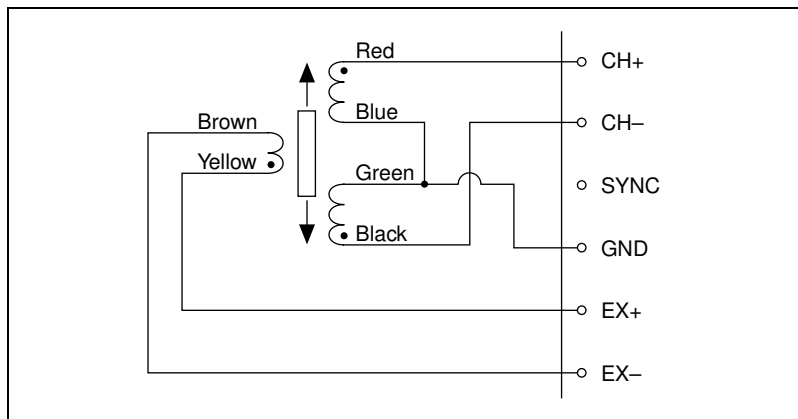 Red
CH+
Blue
CH–
Brown
Yellow
Green
SYNC
Black
GND
EX+
EX–